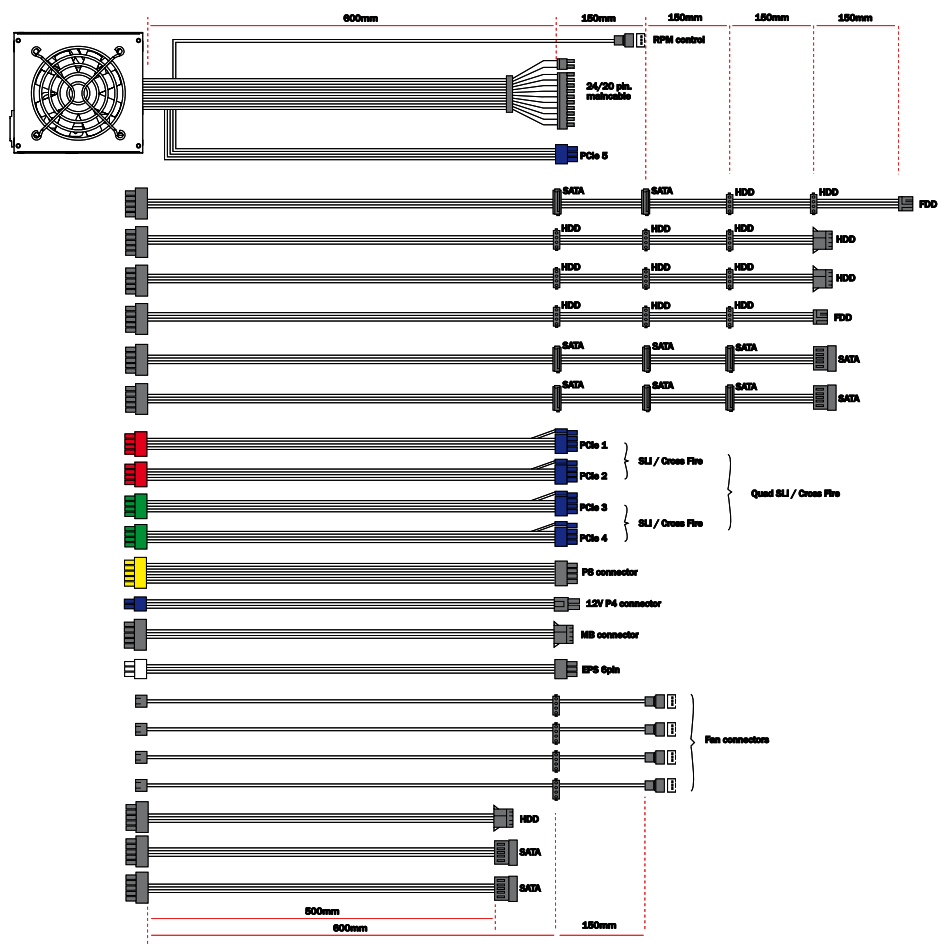 600mm 150mm 150mm 150mm 150mm
RPM control
24/20 pin.
maincable
PCIe 5
SATA SATA HDD HDD FDD
HDD HDD HDD HDD
HDD HDD HDD HDD
HDD HDD HDD FDD
SATA SATA SATA SATA
SATA SATA SATA SATA
PCIe 1
SLI / Cross Fire
PCIe 2
Quad SLI / Cross Fire
PCIe 3
SLI / Cross Fire
PCIe 4
P8 connector
12V P4 connector
MB connector
EPS 6pin
Fan connectors
HDD
SATA
SATA
500mm
600mm 150mm